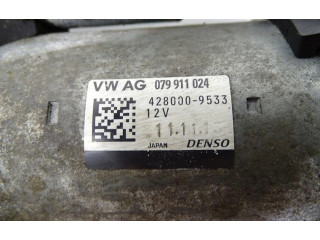 VW AG 079 911 024
428000-9533
12V
JAPAN DENSO